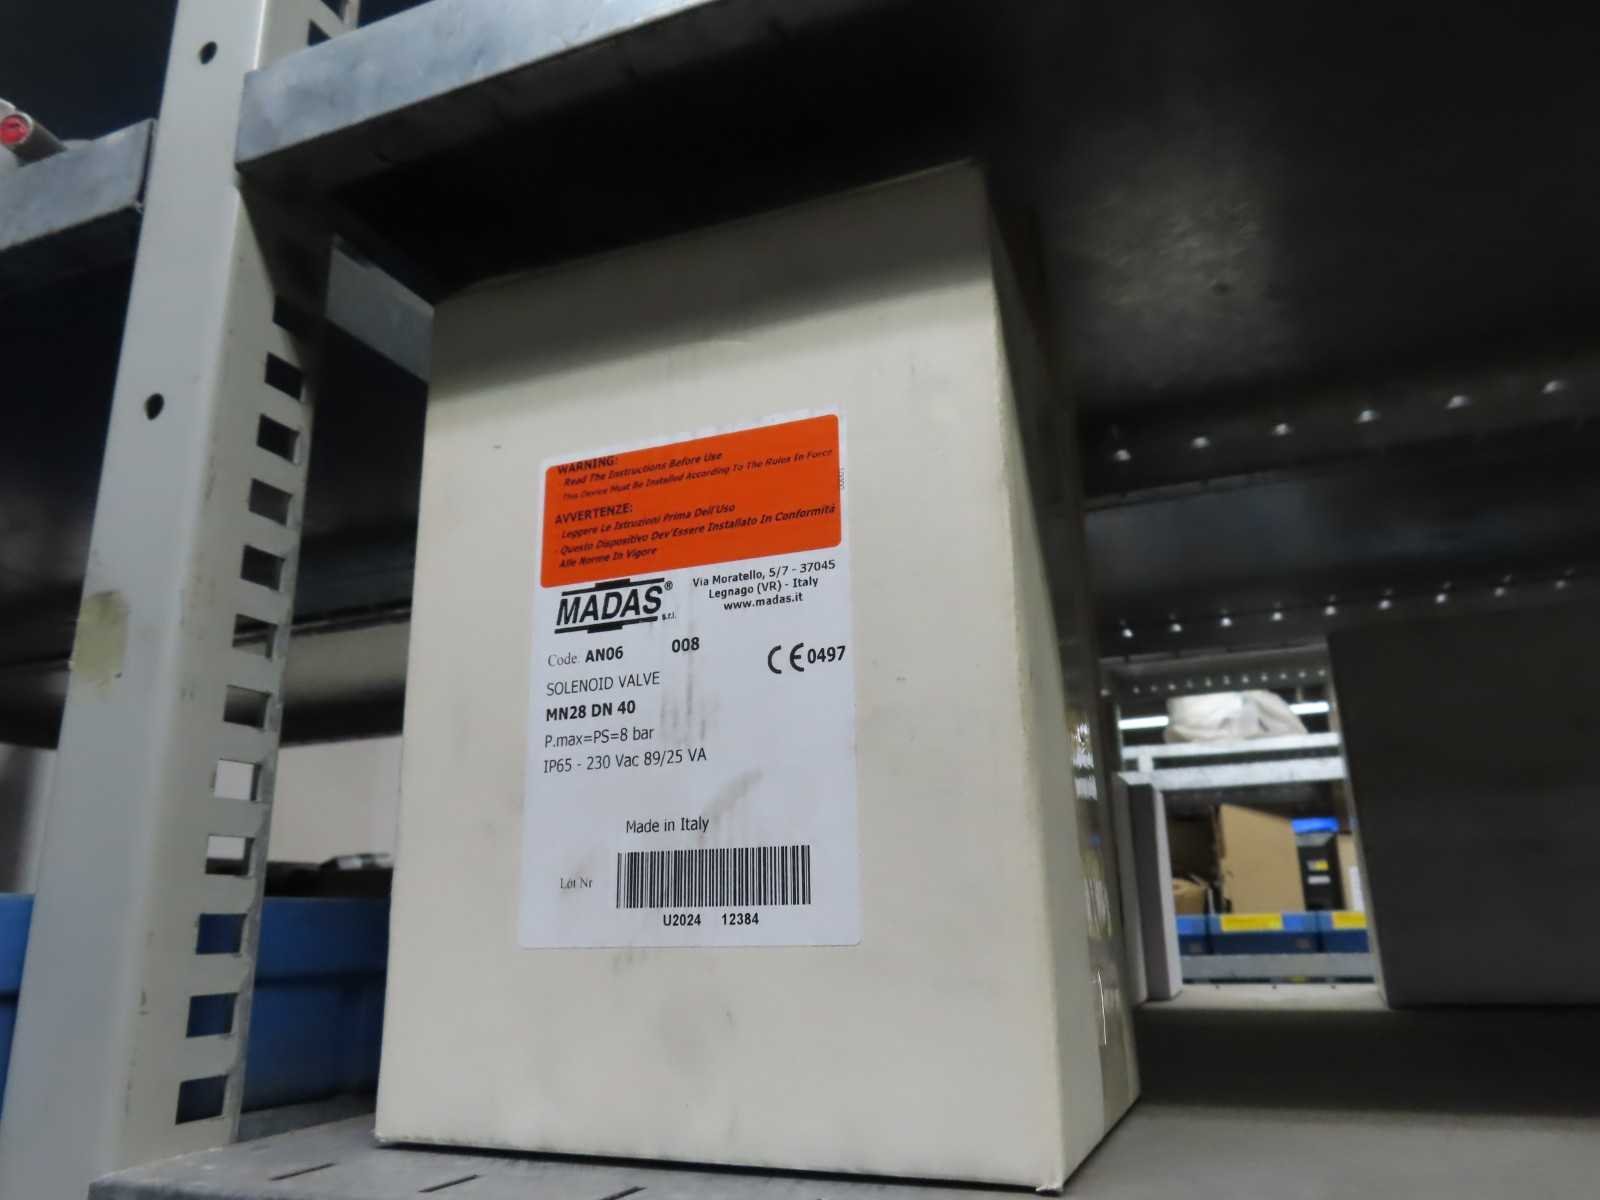 WARNING:
- Read The Instructions Before Use
- This Device Must Be Installed According To The Rules In Force
AVVERTENZE:
- Leggere Le Istruzioni Prima Dell'Uso
- Questo Dispositivo Dev'Essere Installato In Conformità
Alle Norme In Vigore
MADAS® s.r.l.
Via Moratello, 5/7 - 37045
Legnago (VR) - Italy
www.madas.it
Code AN06 008
CE0497
SOLENOID VALVE
MN28 DN 40
P.max=PS=8 bar
IP65 - 230 Vac 89/25 VA
Made in Italy
Lot Nr
U2024 12384